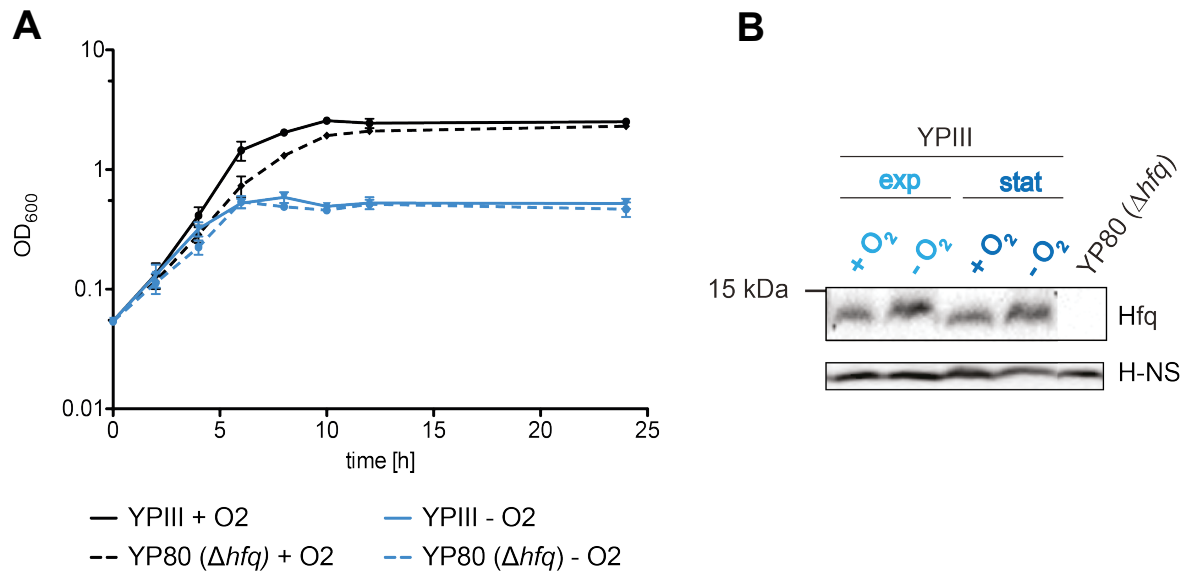 A
10
1
0.1
0.01
OD600
0
5
10
15
20
25
time [h]
YPIII + O2
YPIII - O2
YP80 (Δhfq) + O2
YP80 (Δhfq) - O2
B
YPIII
exp
stat
+O2
-O2
+O2
-O2
YP80 (Δhfq)
15 kDa
Hfq
H-NS